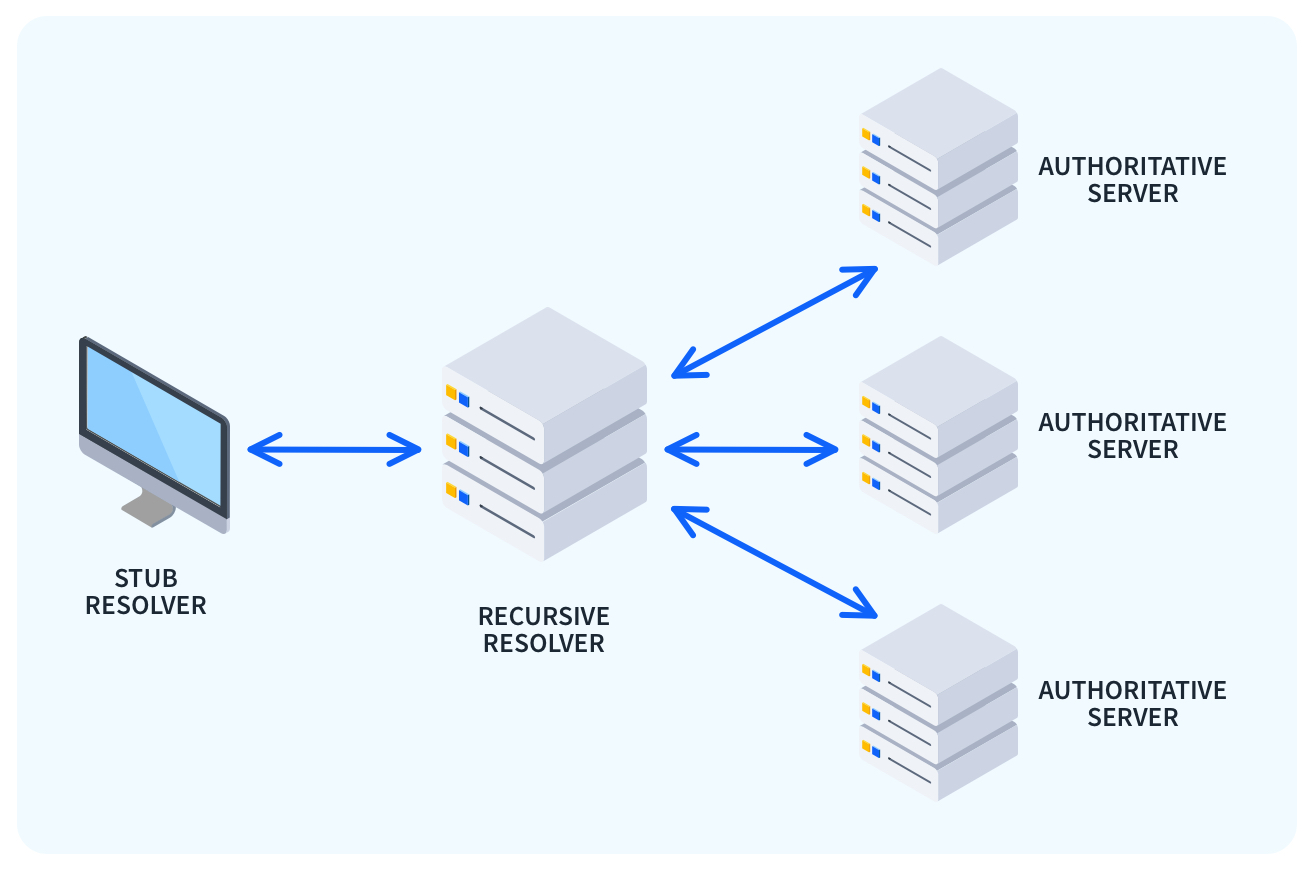 AUTHORITATIVE
SERVER
AUTHORITATIVE
SERVER
STUB
RESOLVER
RECURSIVE
RESOLVER
AUTHORITATIVE
SERVER